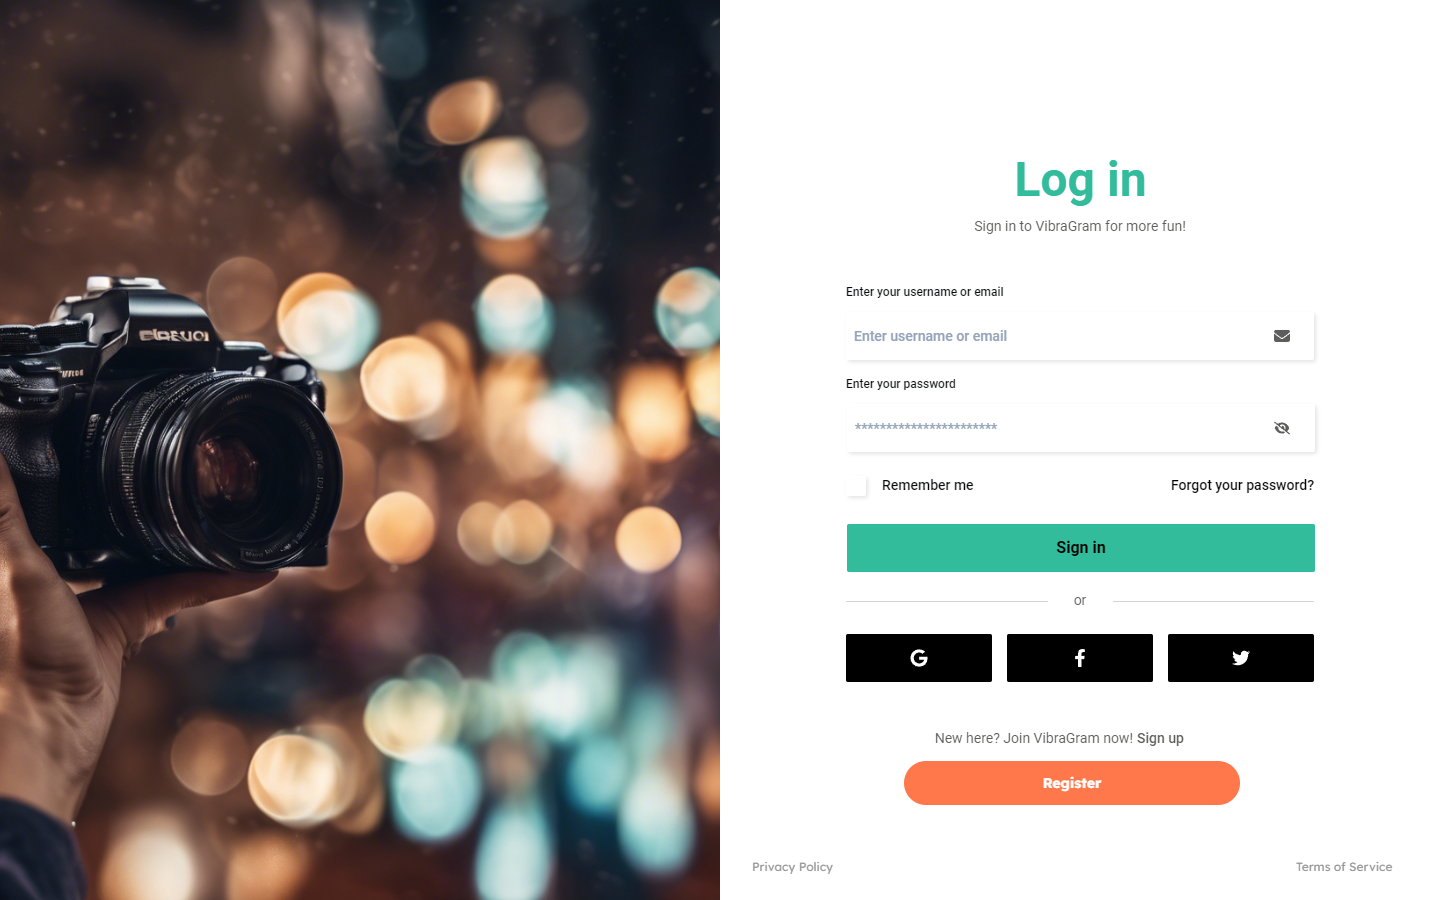 Log in
Sign in to VibraGram for more fun!
Enter your username or email
Enter username or email
Enter your password
***********************
Remember me
Forgot your password?
Sign in
or
New here? Join VibraGram now! Sign up
Register
Privacy Policy
Terms of Service